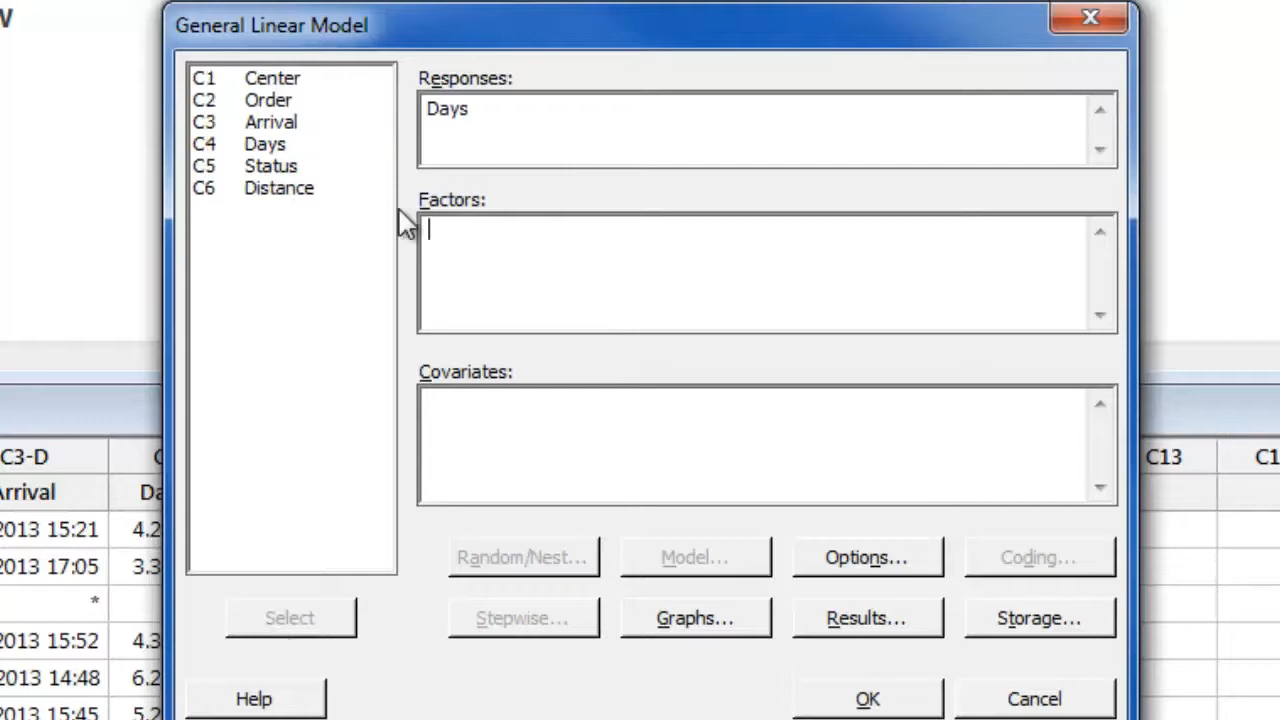 w
General Linear Model
C1 Center
C2 Order
C3 Arrival
C4 Days
C5 Status
C6 Distance
Responses:
Days
Factors:
Covariates:
Random/Nest...
Model...
Options...
Coding...
Select
Stepwise...
Graphs...
Results...
Storage...
Help
OK
Cancel
C3-D
C
C13
C1
Arrival
Da
2013 15:21
4.2
2013 17:05
3.3
*
2013 15:52
4.3
2013 14:48
6.2
2013 15:45
5.2